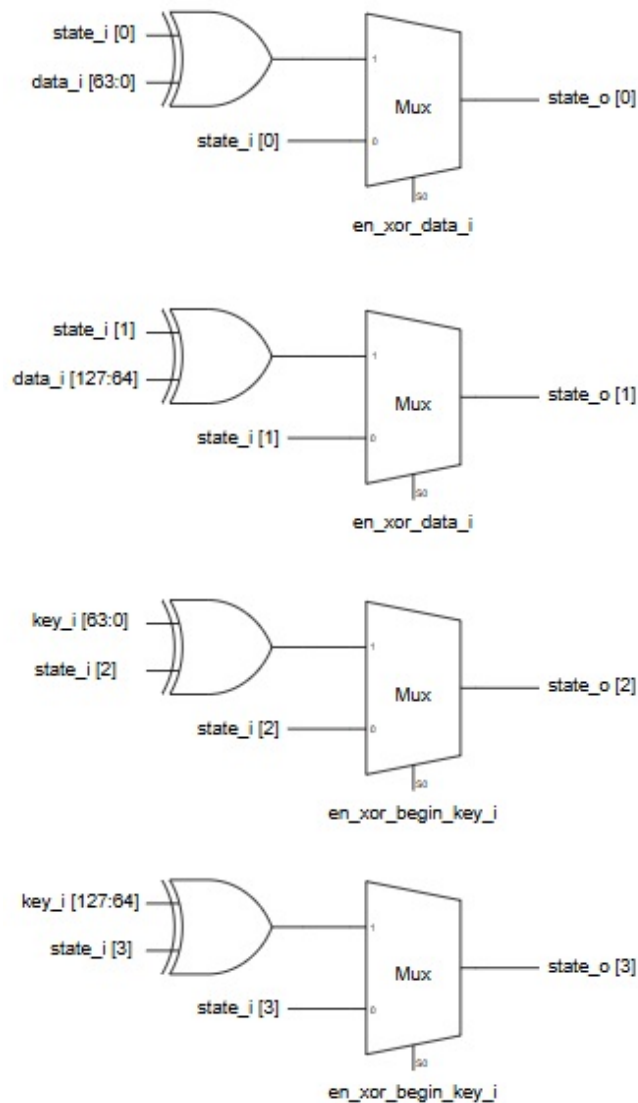 state_i [0]
data_i [63:0]
1
Mux
state_o [0]
state_i [0]
0
S0
en_xor_data_i
state_i [1]
data_i [127:64]
1
Mux
state_o [1]
state_i [1]
0
S0
en_xor_data_i
key_i [63:0]
state_i [2]
1
Mux
state_o [2]
state_i [2]
0
S0
en_xor_begin_key_i
key_i [127:64]
state_i [3]
1
Mux
state_o [3]
state_i [3]
0
S0
en_xor_begin_key_i